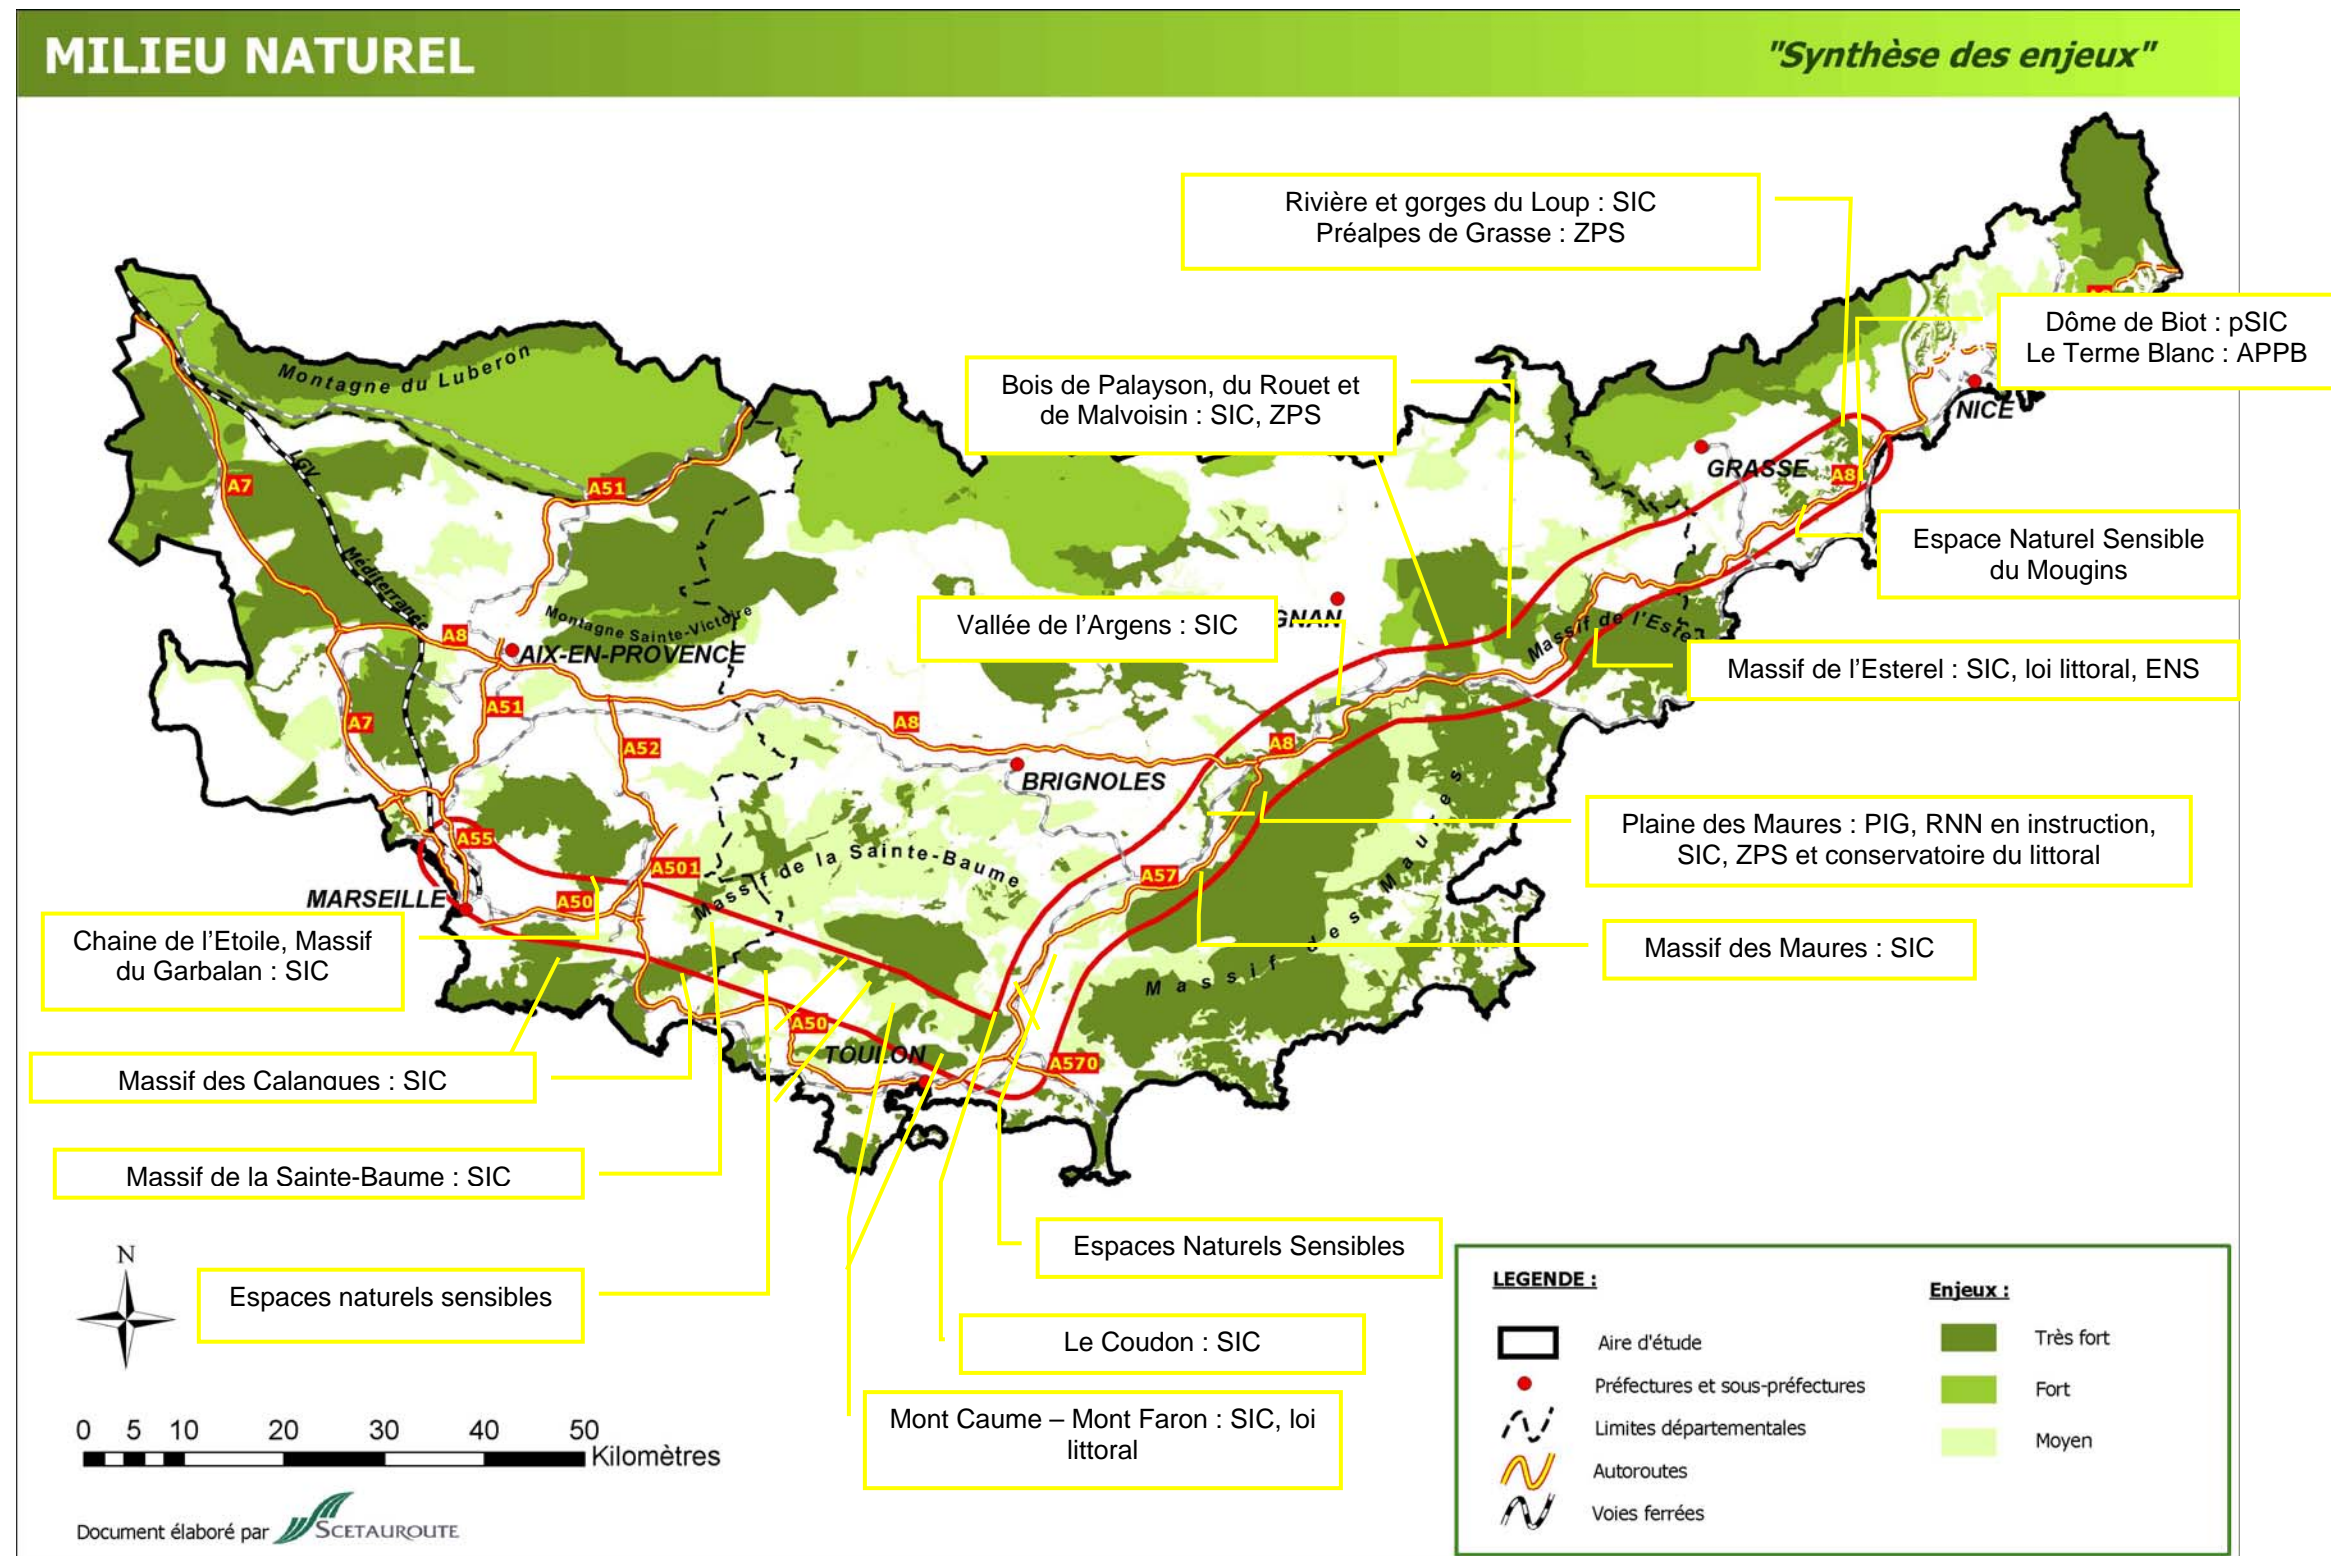 MILIEU NATUREL
"Synthèse des enjeux"
Rivière et gorges du Loup : SIC
Préalpes de Grasse : ZPS
Dôme de Biot : pSIC
Le Terme Blanc : APPB
Montagne du Luberon
Bois de Palayson, du Rouet et
de Malvoisin : SIC, ZPS
NICE
GRASSE
A8
A7
A51
LGV
Méditerranée
Espace Naturel Sensible
du Mougins
Montagne Sainte-Victoire
Vallée de l'Argens : SIC
GNAN
A8
AIX-EN-PROVENCE
Massif de l'Este
Massif de l'Esterel : SIC, loi littoral, ENS
A51
A7
A52
A8
A8
BRIGNOLES
Plaine des Maures : PIG, RNN en instruction,
SIC, ZPS et conservatoire du littoral
A55
A501
Massif de la Sainte-Baume
A57
Massif des Maures
MARSEILLE
A50
Chaine de l'Etoile, Massif
du Garbalan : SIC
Massif des Maures : SIC
A50
TOULON
A570
Massif des Calanques : SIC
Massif de la Sainte-Baume : SIC
Espaces Naturels Sensibles
N
Espaces naturels sensibles
Le Coudon : SIC
Mont Caume – Mont Faron : SIC, loi
littoral
0 5 10 20 30 40 50
Kilomètres
Document élaboré par SCETAUROUTE
LEGENDE :
Aire d'étude
Préfectures et sous-préfectures
Limites départementales
Autoroutes
Voies ferrées
Enjeux :
Très fort
Fort
Moyen